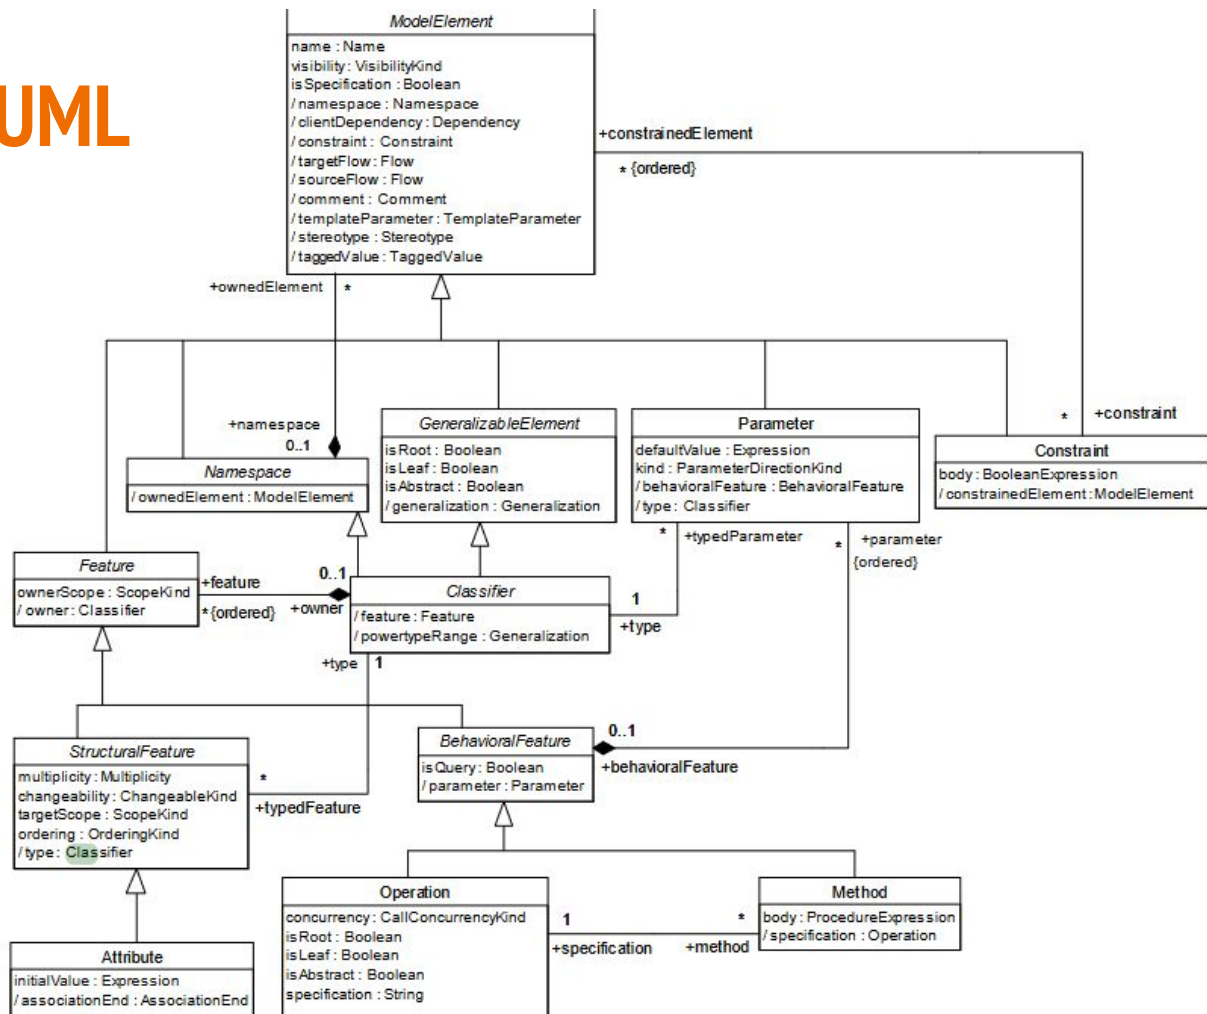 UML
ModelElement
name : Name
visibility : VisibilityKind
isSpecification : Boolean
/ namespace : Namespace
/ clientDependency : Dependency
/ constraint : Constraint
/ targetFlow : Flow
/ sourceFlow : Flow
/ comment : Comment
/ templateParameter : TemplateParameter
/ stereotype : Stereotype
/ taggedValue : TaggedValue
+constrainedElement
* {ordered}
+ownedElement
*
+namespace
0..1
Namespace
/ ownedElement : ModelElement
GeneralizableElement
isRoot : Boolean
isLeaf : Boolean
isAbstract : Boolean
/ generalization : Generalization
Parameter
defaultValue : Expression
kind : ParameterDirectionKind
/ behavioralFeature : BehavioralFeature
/ type : Classifier
* +constraint
Constraint
body : BooleanExpression
/ constrainedElement : ModelElement
Feature
ownerScope : ScopeKind
/ owner : Classifier
+feature
*{ordered}
0..1
+owner
Classifier
/ feature : Feature
/ powertypeRange : Generalization
* +typedParameter
1
+type
* +parameter
{ordered}
+type 1
StructuralFeature
multiplicity : Multiplicity
changeability : ChangeableKind
targetScope : ScopeKind
ordering : OrderingKind
/ type : Classifier
*
+typedFeature
BehavioralFeature
isQuery : Boolean
/ parameter : Parameter
0..1
+behavioralFeature
Attribute
initialValue : Expression
/ associationEnd : AssociationEnd
Operation
concurrency : CallConcurrencyKind
isRoot : Boolean
isLeaf : Boolean
isAbstract : Boolean
specification : String
1
+specification
*
+method
Method
body : ProcedureExpression
/ specification : Operation